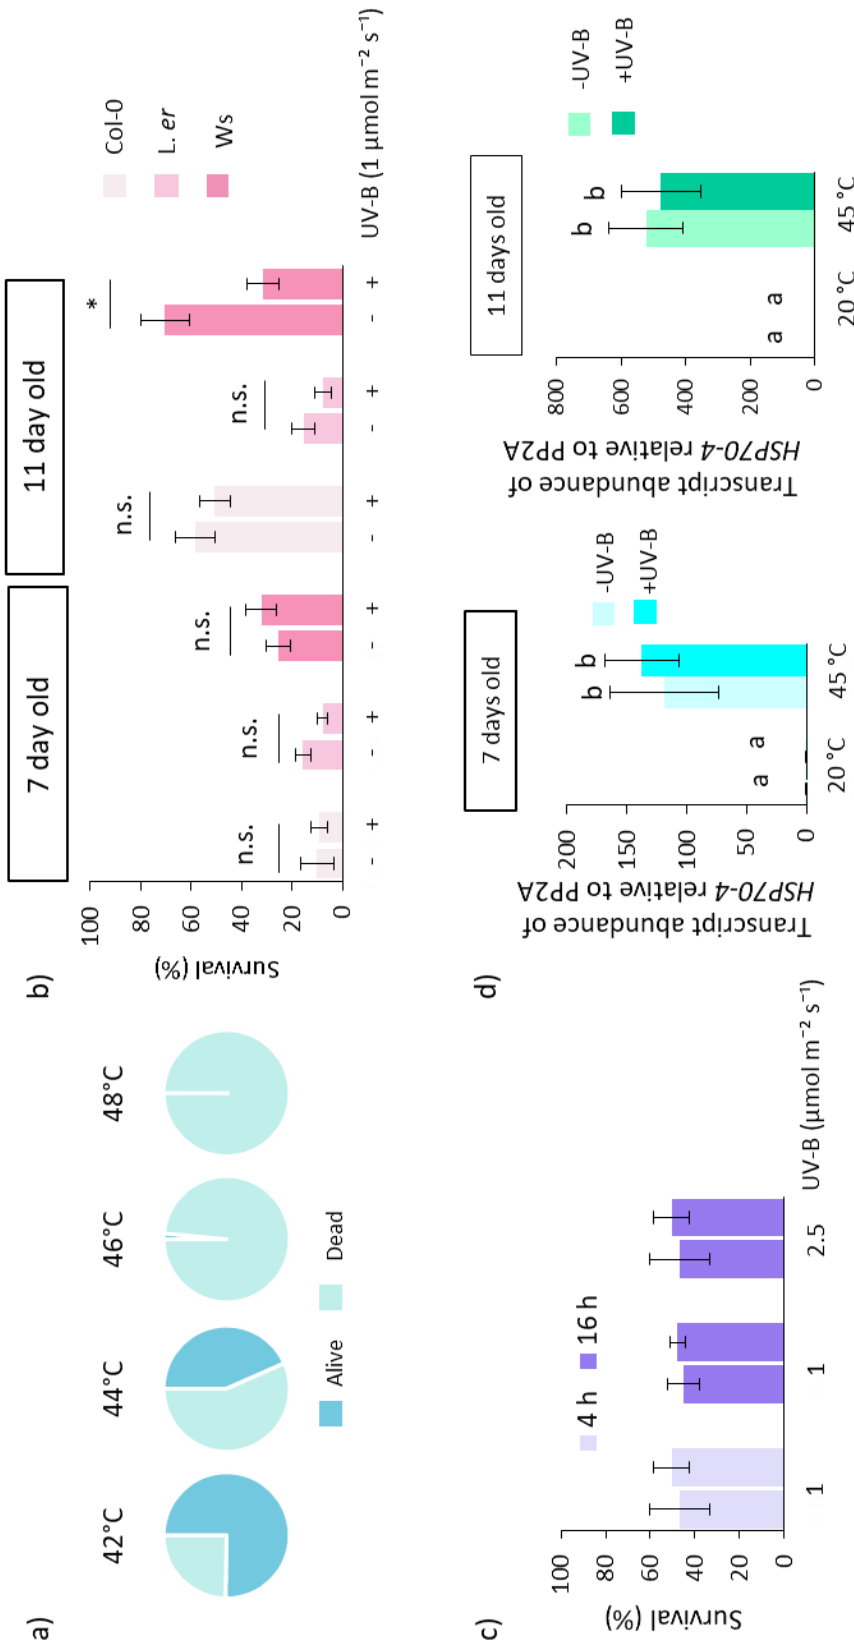 a)
42°C
44°C
46°C
48°C
Alive
Dead
b)
7 day old
11 day old
Survival (%)
100
80
60
40
20
0
n.s.
n.s.
n.s.
n.s.
n.s.
*
- + - + - + - + - + - +
UV-B (1 µmol m⁻² s⁻¹)
Col-0
L. er
Ws
c)
4 h
16 h
Survival (%)
100
80
60
40
20
0
1
1
2.5
UV-B (µmol m⁻² s⁻¹)
d)
7 days old
Transcript abundance of
HSP70-4 relative to PP2A
200
150
100
50
0
a
a
b
b
20 °C
45 °C
-UV-B
+UV-B
11 days old
Transcript abundance of
HSP70-4 relative to PP2A
800
600
400
200
0
a
a
b
b
20 °C
45 °C
-UV-B
+UV-B